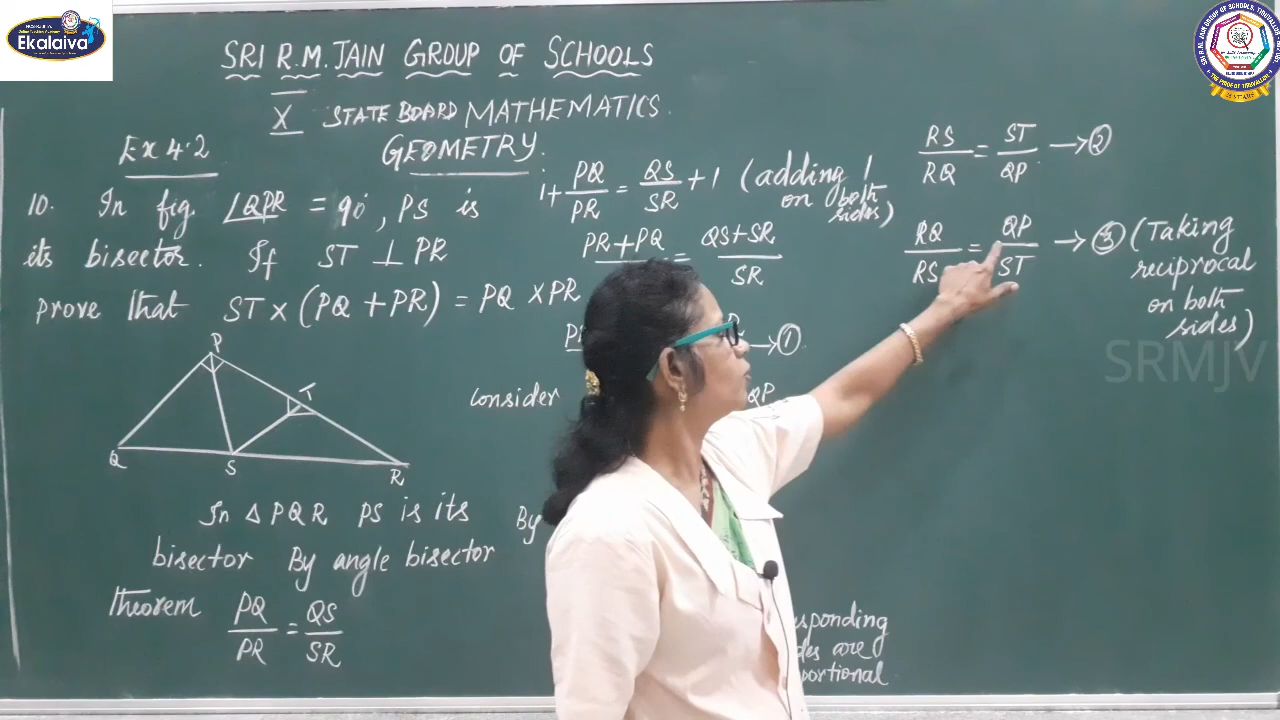 Ekalaiva
SRI R.M. JAIN GROUP OF SCHOOLS
X STATE BOARD MATHEMATICS.
GEOMETRY.
Ex 4.2
10. In fig. ∠QPR = 90°, PS is
its bisector. If ST ⊥ PR
prove that ST × (PQ + PR) = PQ × PR
P
T
Q
S
R
In Δ PQR PS is its
bisector By angle bisector
theorem PQ/PR = QS/SR
1 + PQ/PR = QS/SR + 1 (adding 1
on both
sides)
PR+PQ = QS+SR/SR
→ ①
Consider QP
By
des are
RS/RQ = ST/QP → ②
RQ/RS = QP/ST → ③ (Taking
reciprocal
on both
sides)
SRMJV